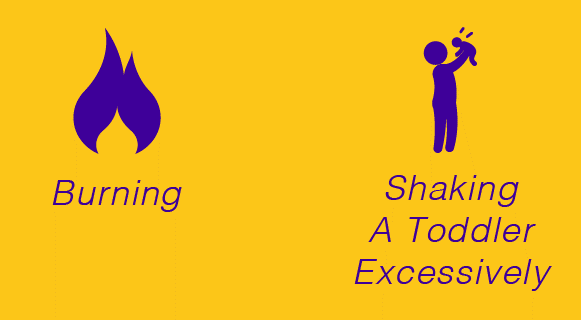 Burning
Shaking
A Toddler
Excessively